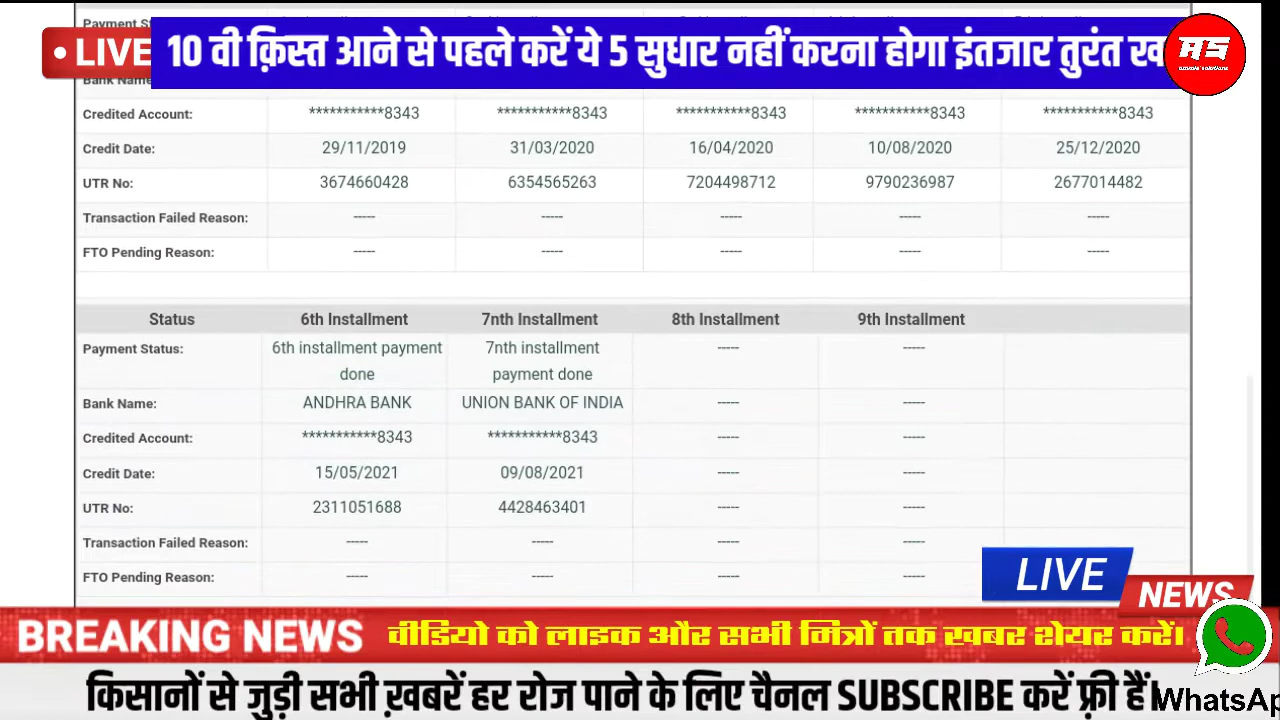 Payment St
LIVE
10 वी क़िस्त आने से पहले करें ये 5 सुधार नहीं करना होगा इंतजार तुरंत ख
Bank Name
Credited Account: ***********8343 ***********8343 ***********8343 ***********8343 ***********8343
Credit Date: 29/11/2019 31/03/2020 16/04/2020 10/08/2020 25/12/2020
UTR No: 3674660428 6354565263 7204498712 9790236987 2677014482
Transaction Failed Reason: ----- ----- ----- ----- -----
FTO Pending Reason: ----- ----- ----- ----- -----
Status 6th Installment 7nth Installment 8th Installment 9th Installment
Payment Status: 6th installment payment 7nth installment ----- -----
done payment done
Bank Name: ANDHRA BANK UNION BANK OF INDIA ----- -----
Credited Account: ***********8343 ***********8343 ----- -----
Credit Date: 15/05/2021 09/08/2021 ----- -----
UTR No: 2311051688 4428463401 ----- -----
Transaction Failed Reason: ----- ----- ----- -----
FTO Pending Reason: ----- ----- ----- -----
LIVE
NEWS
BREAKING NEWS वीडियो को लाइक और सभी मित्रों तक खबर शेयर करें।
किसानों से जुड़ी सभी ख़बरें हर रोज पाने के लिए चैनल SUBSCRIBE करें फ़्री हैं।
WhatsAp